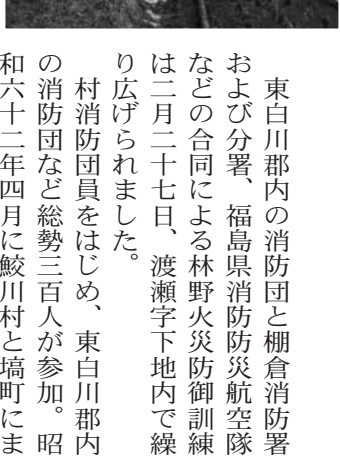 東白川郡内の消防団と棚倉消防署
および分署、福島県消防防災航空隊
などの合同による林野火災防御訓練
は二月二十七日、渡瀬字下地内で繰
り広げられました。
村消防団員をはじめ、東白川郡内
の消防団など総勢三百人が参加。昭
和六十二年四月に鮫川村と塙町にま